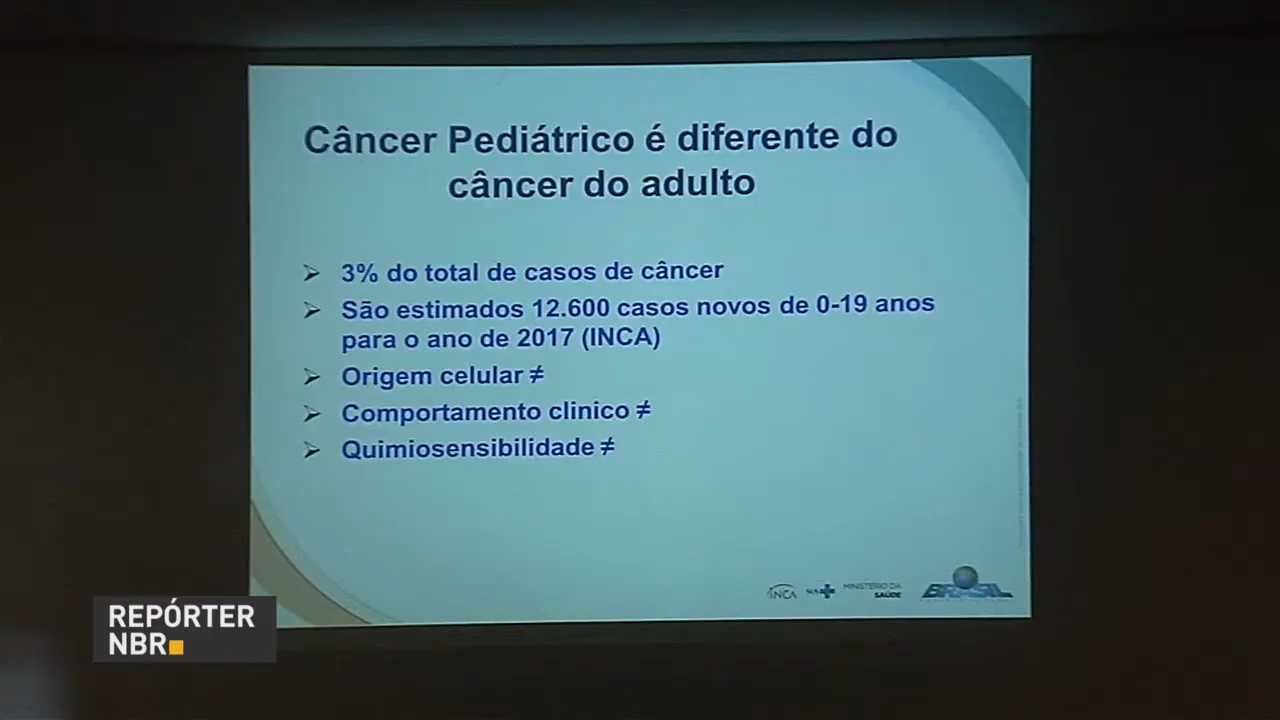 Câncer Pediátrico é diferente do
câncer do adulto
➢ 3% do total de casos de câncer
➢ São estimados 12.600 casos novos de 0-19 anos
para o ano de 2017 (INCA)
➢ Origem celular ≠
➢ Comportamento clinico ≠
➢ Quimiosensibilidade ≠
INCA SUS MINISTÉRIO DA
SAÚDE
BRASIL
REPÓRTER
NBR